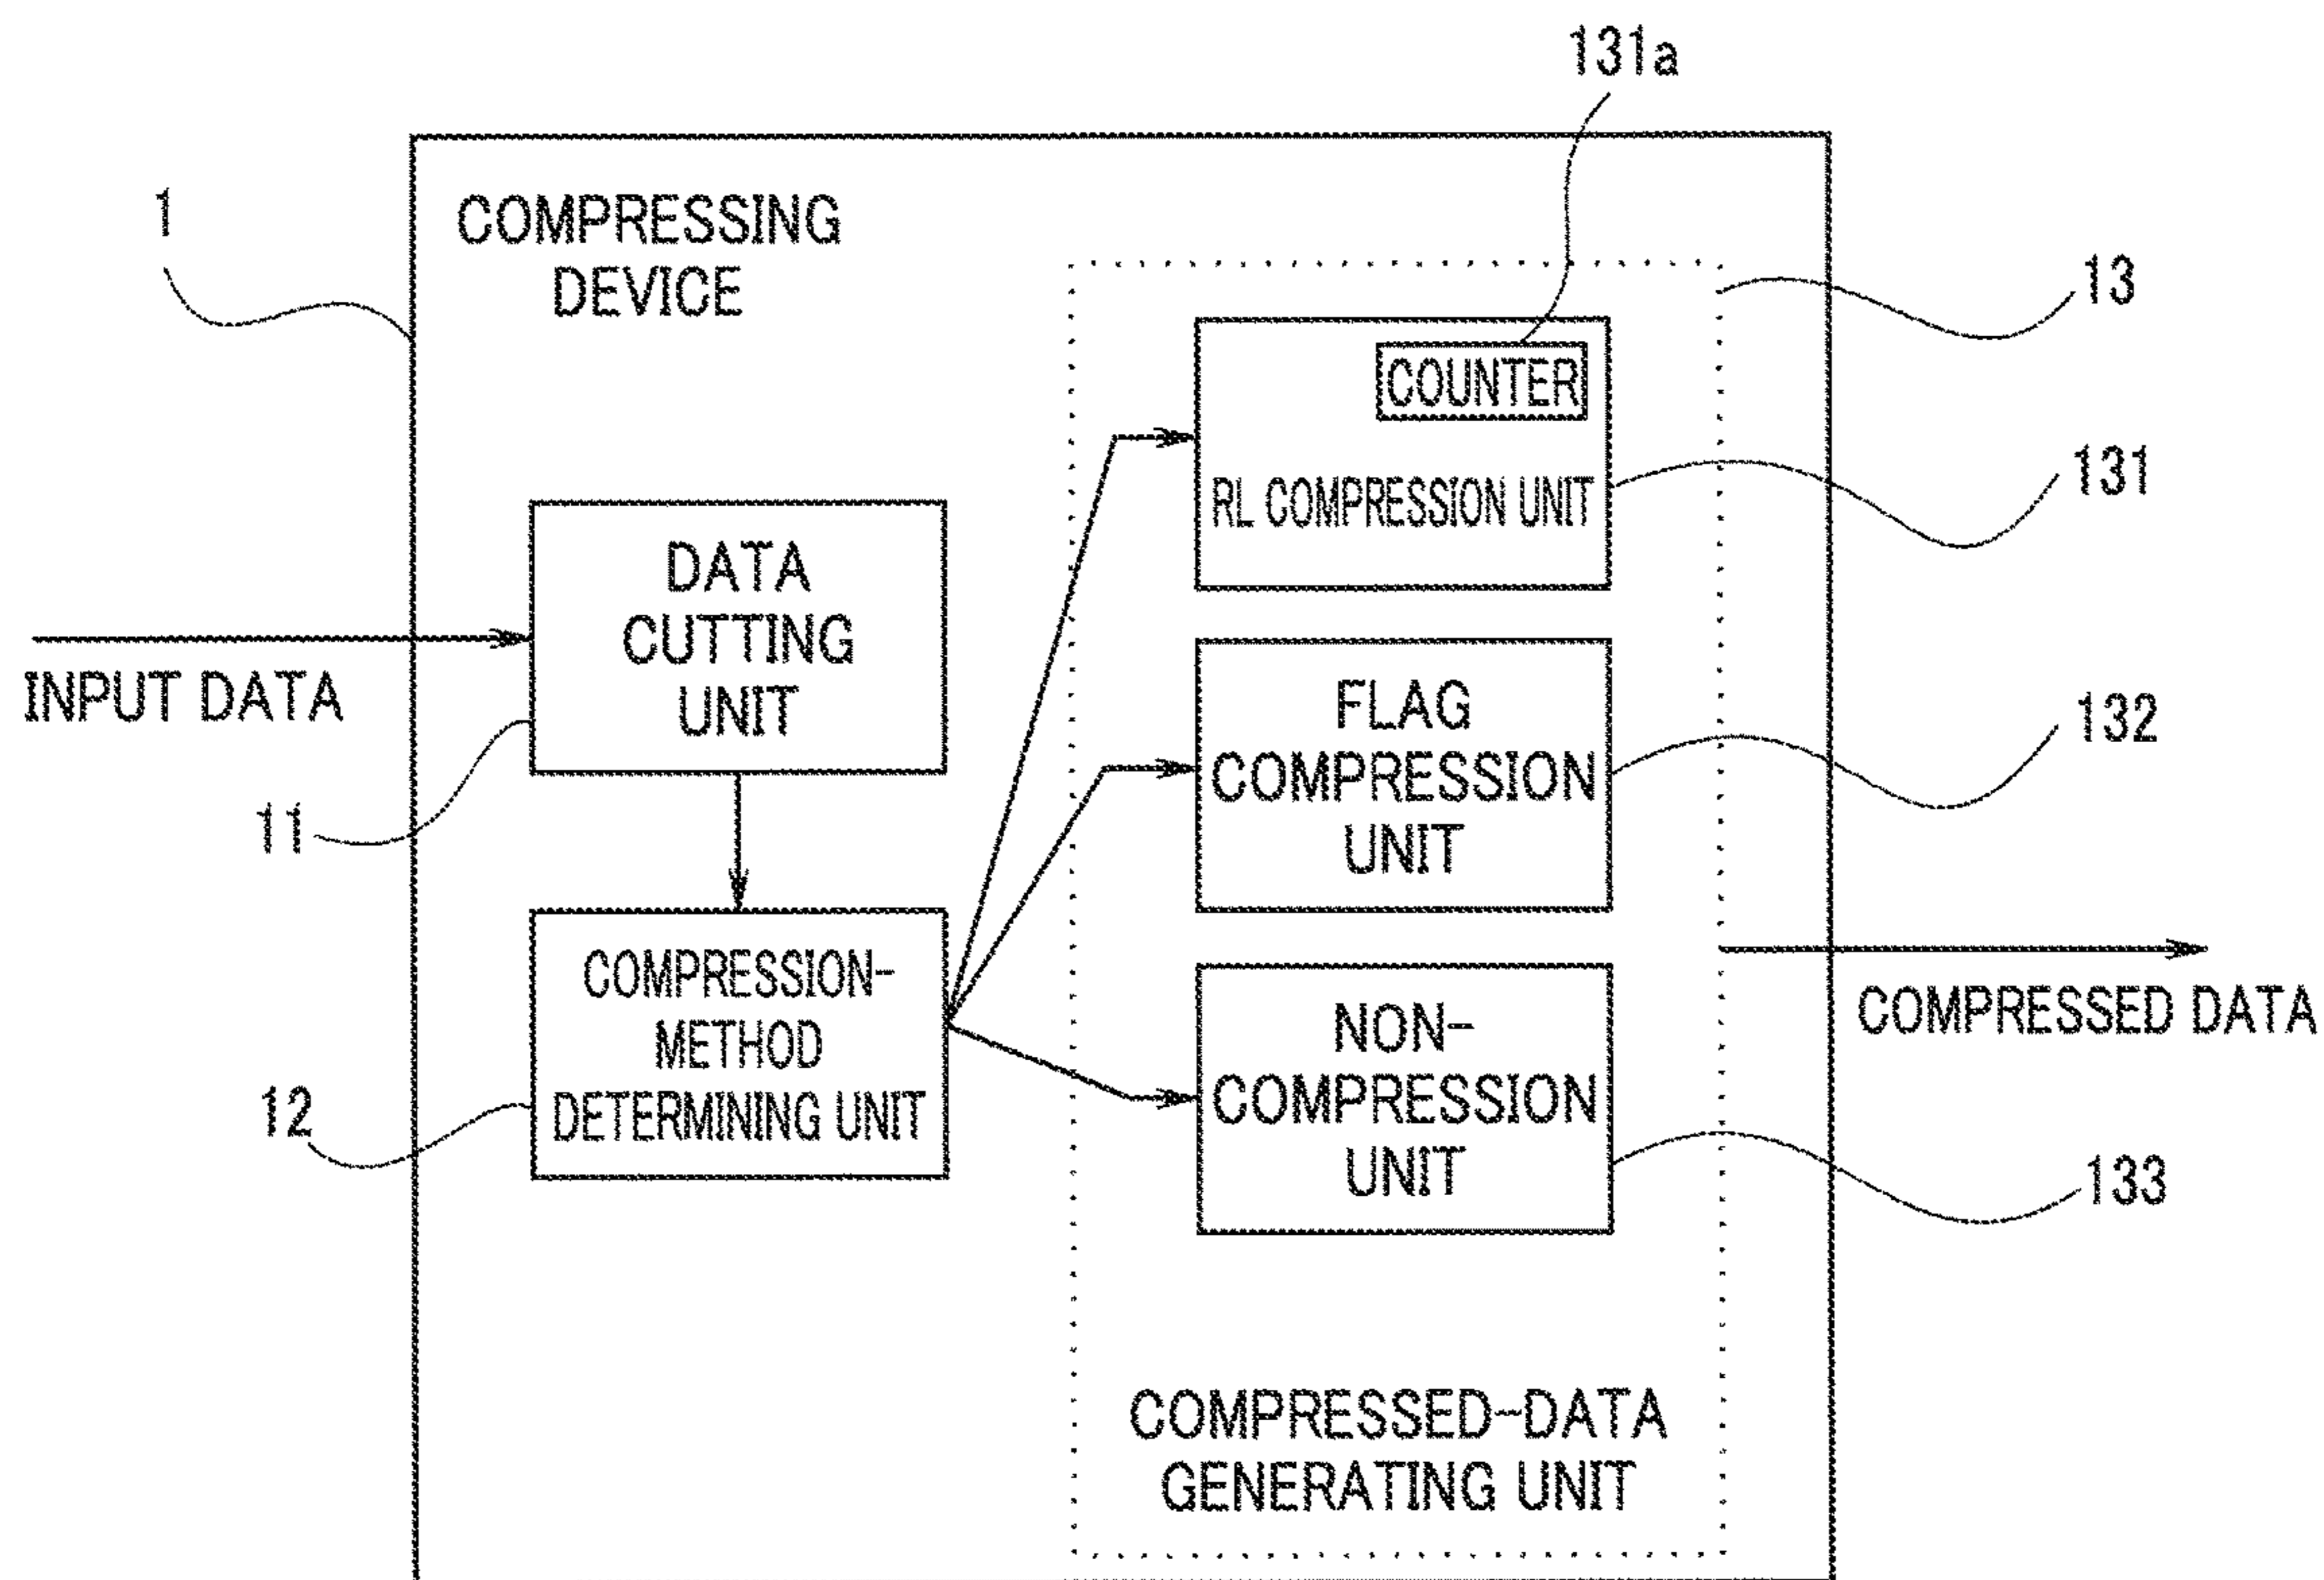 131a
1
COMPRESSING
DEVICE
13
COUNTER
RL COMPRESSION UNIT
131
DATA
CUTTING
UNIT
INPUT DATA
11
FLAG
COMPRESSION
UNIT
132
COMPRESSION-
METHOD
DETERMINING UNIT
12
NON-
COMPRESSION
UNIT
133
COMPRESSED DATA
COMPRESSED-DATA
GENERATING UNIT